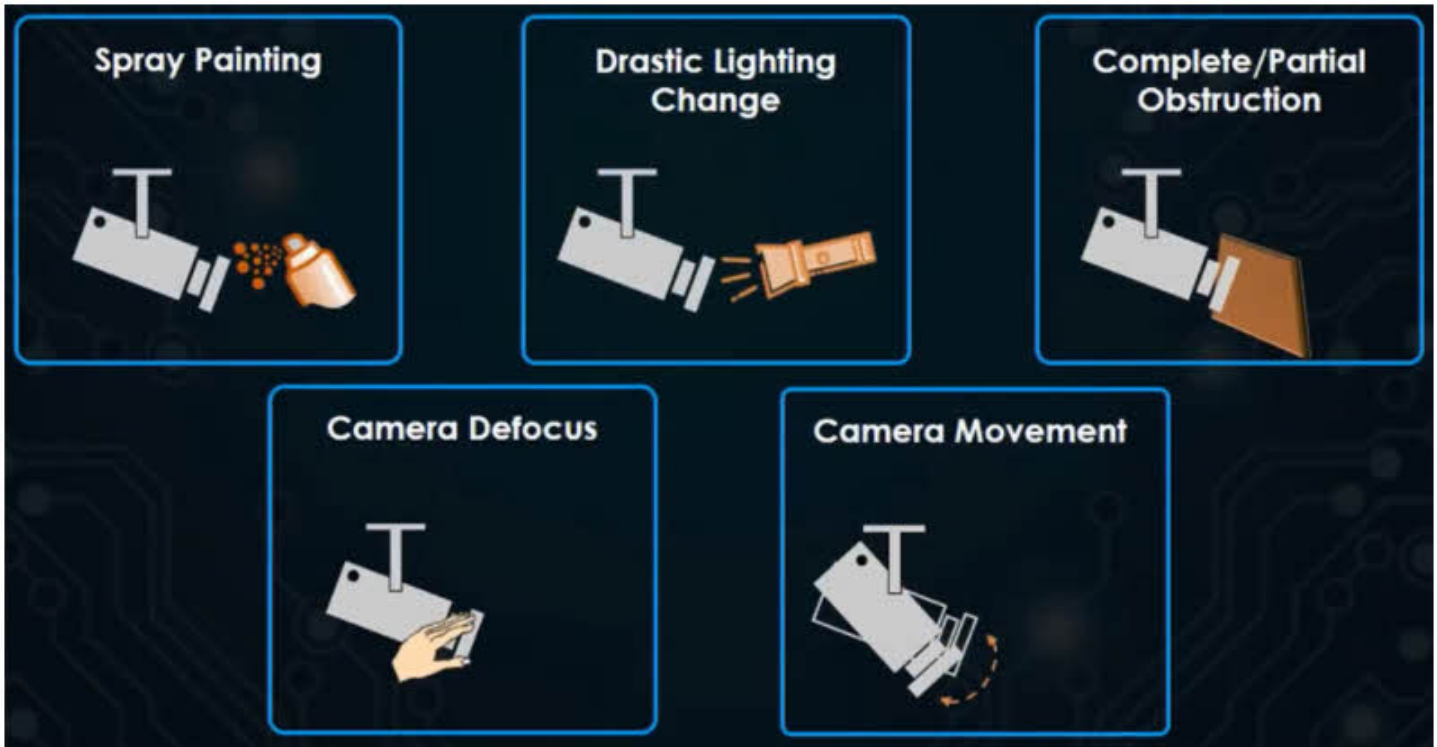 Spray Painting
Drastic Lighting
Change
Complete/Partial
Obstruction
Camera Defocus
Camera Movement